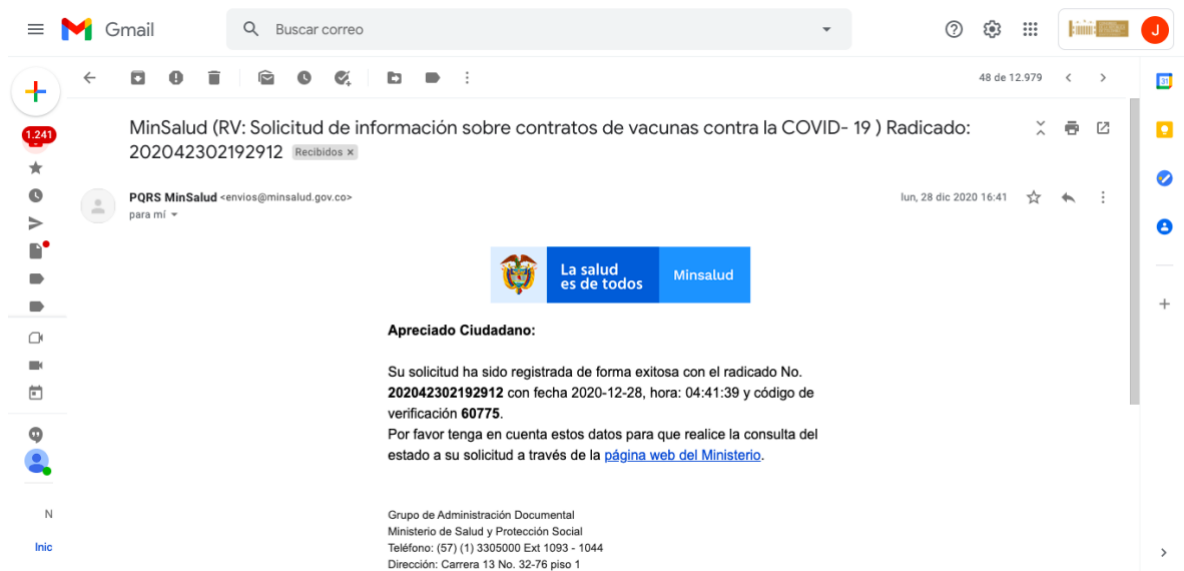 Gmail
Buscar correo
J
48 de 12.979
31
1.241
MinSalud (RV: Solicitud de información sobre contratos de vacunas contra la COVID- 19 ) Radicado:
202042302192912 Recibidos x
PQRS MinSalud <envios@minsalud.gov.co>
lun, 28 dic 2020 16:41
para mí
La salud
es de todos
Minsalud
Apreciado Ciudadano:
Su solicitud ha sido registrada de forma exitosa con el radicado No.
202042302192912 con fecha 2020-12-28, hora: 04:41:39 y código de
verificación 60775.
Por favor tenga en cuenta estos datos para que realice la consulta del
estado a su solicitud a través de la página web del Ministerio.
Grupo de Administración Documental
Ministerio de Salud y Protección Social
Teléfono: (57) (1) 3305000 Ext 1093 - 1044
Dirección: Carrera 13 No. 32-76 piso 1
N
Inic